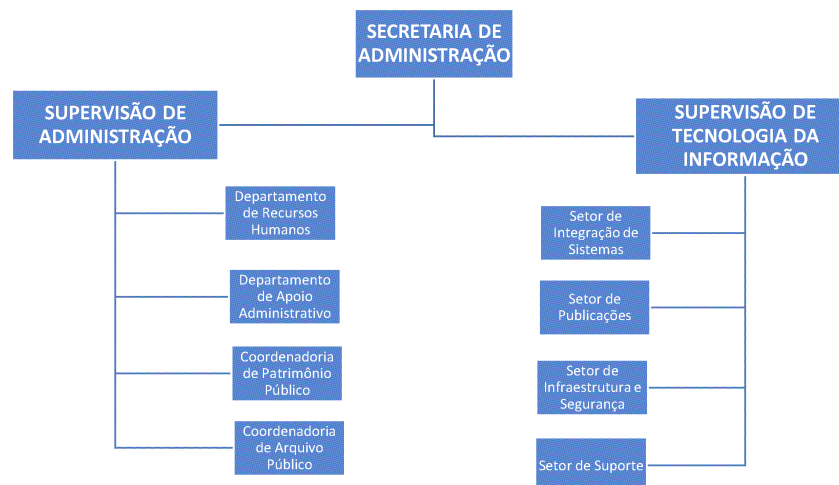 SECRETARIA DE
ADMINISTRAÇÃO
SUPERVISÃO DE
ADMINISTRAÇÃO
SUPERVISÃO DE
TECNOLOGIA DA
INFORMAÇÃO
Departamento
de Recursos
Humanos
Departamento
de Apoio
Administrativo
Coordenadoria
de Patrimônio
Público
Coordenadoria
de Arquivo
Público
Setor de
Integração de
Sistemas
Setor de
Publicações
Setor de
Infraestrutura e
Segurança
Setor de Suporte